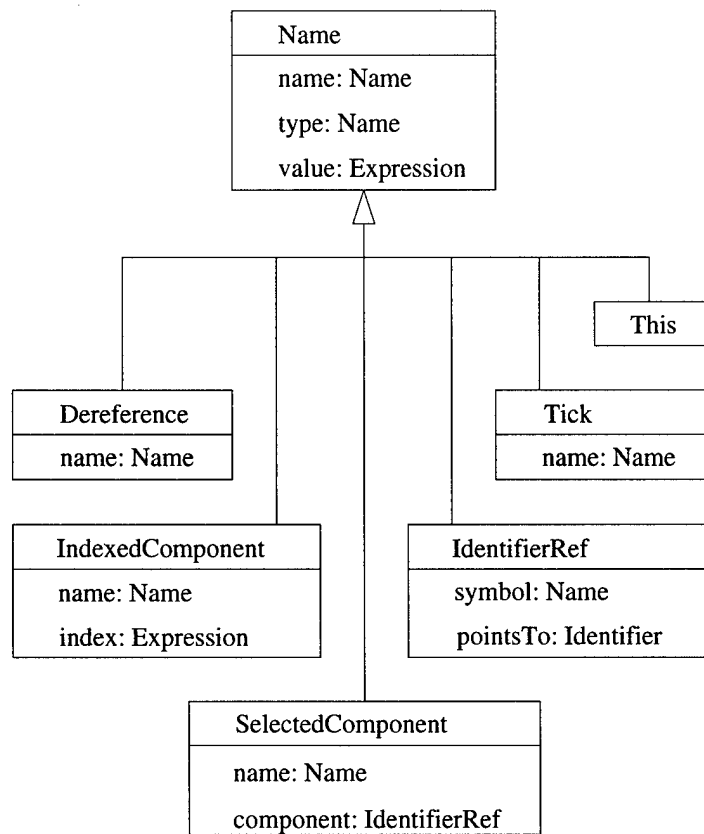 Name
name: Name
type: Name
value: Expression
This
Dereference
name: Name
Tick
name: Name
IndexedComponent
name: Name
index: Expression
IdentifierRef
symbol: Name
pointsTo: Identifier
SelectedComponent
name: Name
component: IdentifierRef